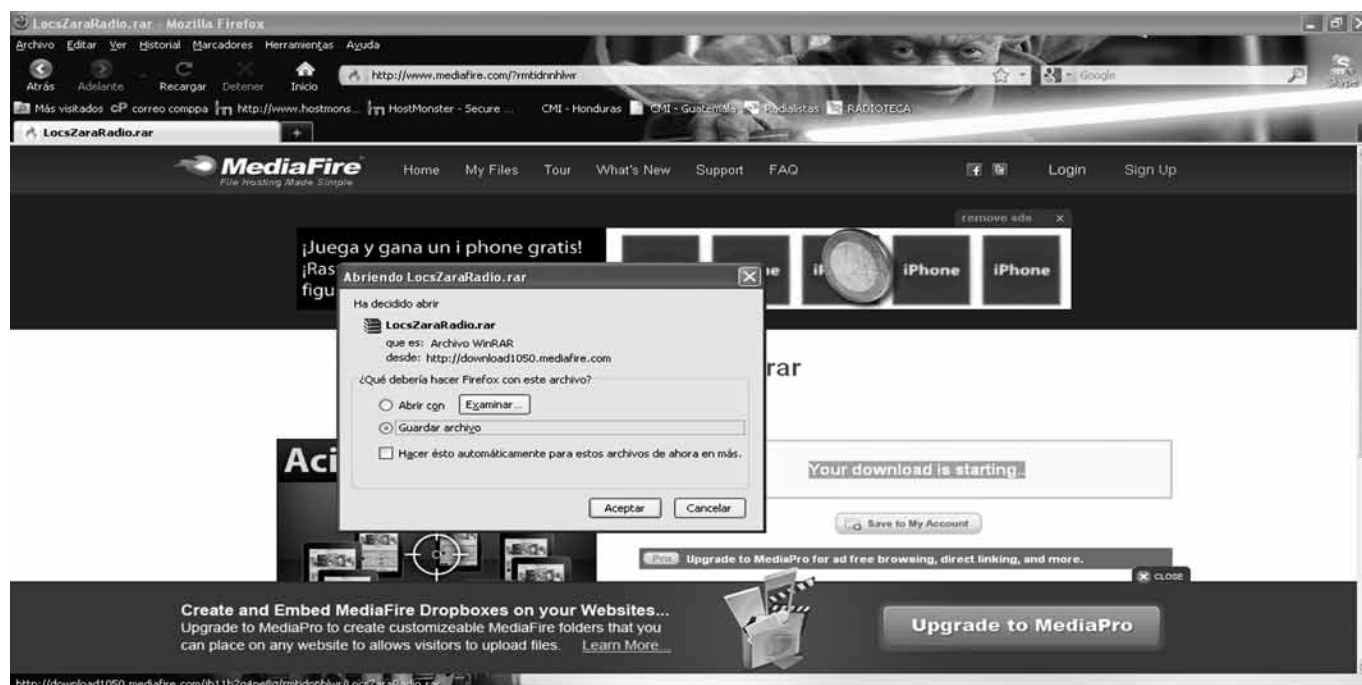 LocsZaraRadio.rar - Mozilla Firefox
Archivo Editar Ver Historial Marcadores Herramientas Ayuda
Atrás Adelante Recargar Detener Inicio
http://www.mediafire.com/?rmtidnnhlwr
Google
Skype
Más visitados CP correo comppa http://www.hostmons... HostMonster - Secure ... CMI - Honduras CMI - Guatemala Radialistas RADIOTECA
LocsZaraRadio.rar
MediaFire
File Hosting Made Simple
Home My Files Tour What's New Support FAQ Login Sign Up
remove ads x
¡Juega y gana un i phone gratis!
¡Ras
figu
iPhone iPhone
Abriendo LocsZaraRadio.rar
Ha decidido abrir
LocsZaraRadio.rar
que es: Archivo WinRAR
desde: http://download1050.mediafire.com
¿Qué debería hacer Firefox con este archivo?
Abrir con Examinar...
Guardar archivo
Hacer ésto automáticamente para estos archivos de ahora en más.
Aceptar Cancelar
rar
Aci
Your download is starting..
Save to My Account
Pro Upgrade to MediaPro for ad free browsing, direct linking, and more.
CLOSE
Create and Embed MediaFire Dropboxes on your Websites...
Upgrade to MediaPro to create customizeable MediaFire folders that you
can place on any website to allows visitors to upload files. Learn More...
Upgrade to MediaPro